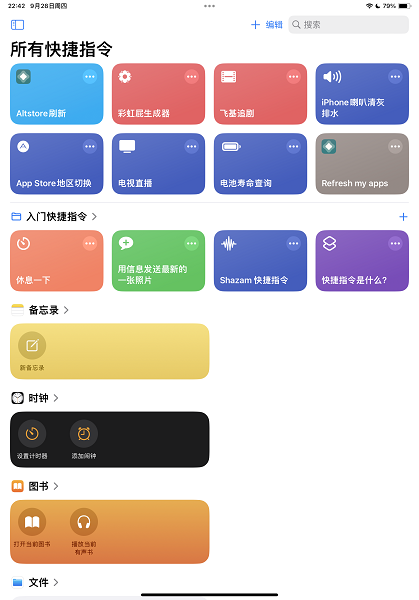 22:42 9月28日周四
79%
编辑
搜索
所有快捷指令
Altstore刷新
彩虹屁生成器
飞基追剧
iPhone喇叭清灰
排水
App Store地区切换
电视直播
电池寿命查询
Refresh my apps
入门快捷指令
休息一下
用信息发送最新的
一张照片
Shazam 快捷指令
快捷指令是什么?
备忘录
新备忘录
时钟
设置计时器
添加闹钟
图书
打开当前图书
播放当前
有声书
文件